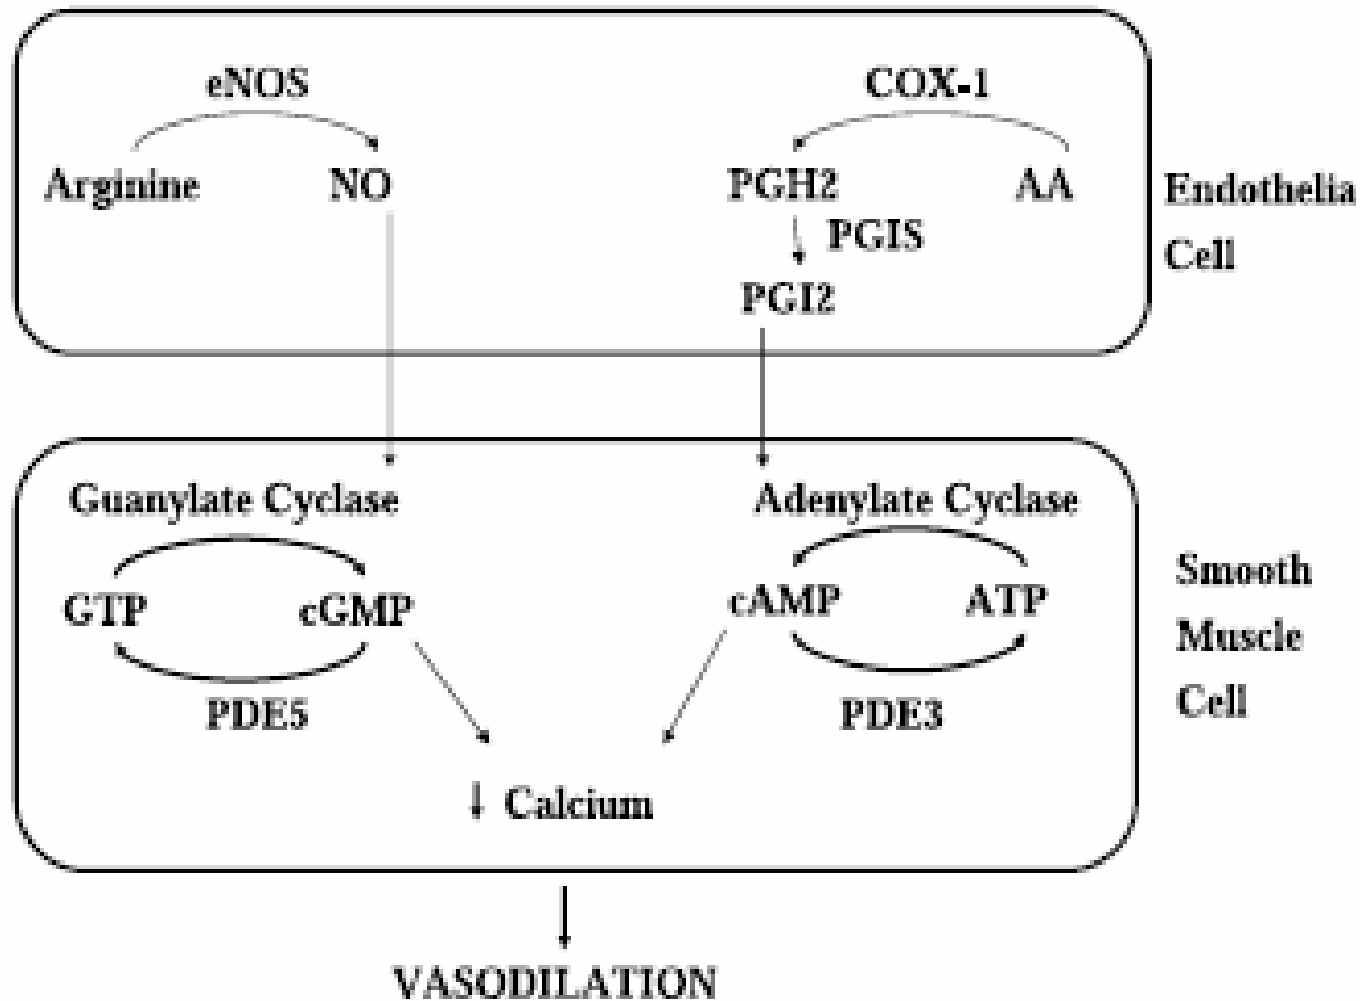 eNOS
COX-1
Arginine
NO
PGH2
AA
PGIS
PGI2
Endothelia
Cell
Guanylate Cyclase
Adenylate Cyclase
GTP
cGMP
cAMP
ATP
PDE5
PDE3
↓ Calcium
Smooth
Muscle
Cell
VASODILATION